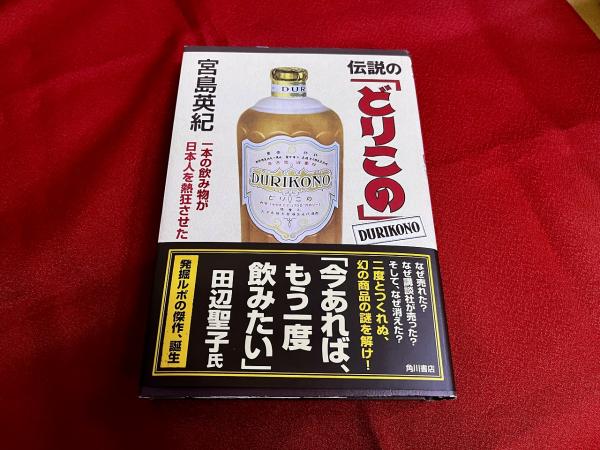 伝説の
「どりこの」
DURIKONO
宮島英紀
一本の飲み物が
日本人を熱狂させた
DUR
DURIKONO
どりこの
なぜ売れた?
なぜ講談社が売った?
そして、なぜ消えた?
二度とつくれぬ、
幻の商品の謎を解け!
「今あれば、
もう一度
飲みたい」
田辺聖子氏
発掘ルポの傑作、誕生
角川書店